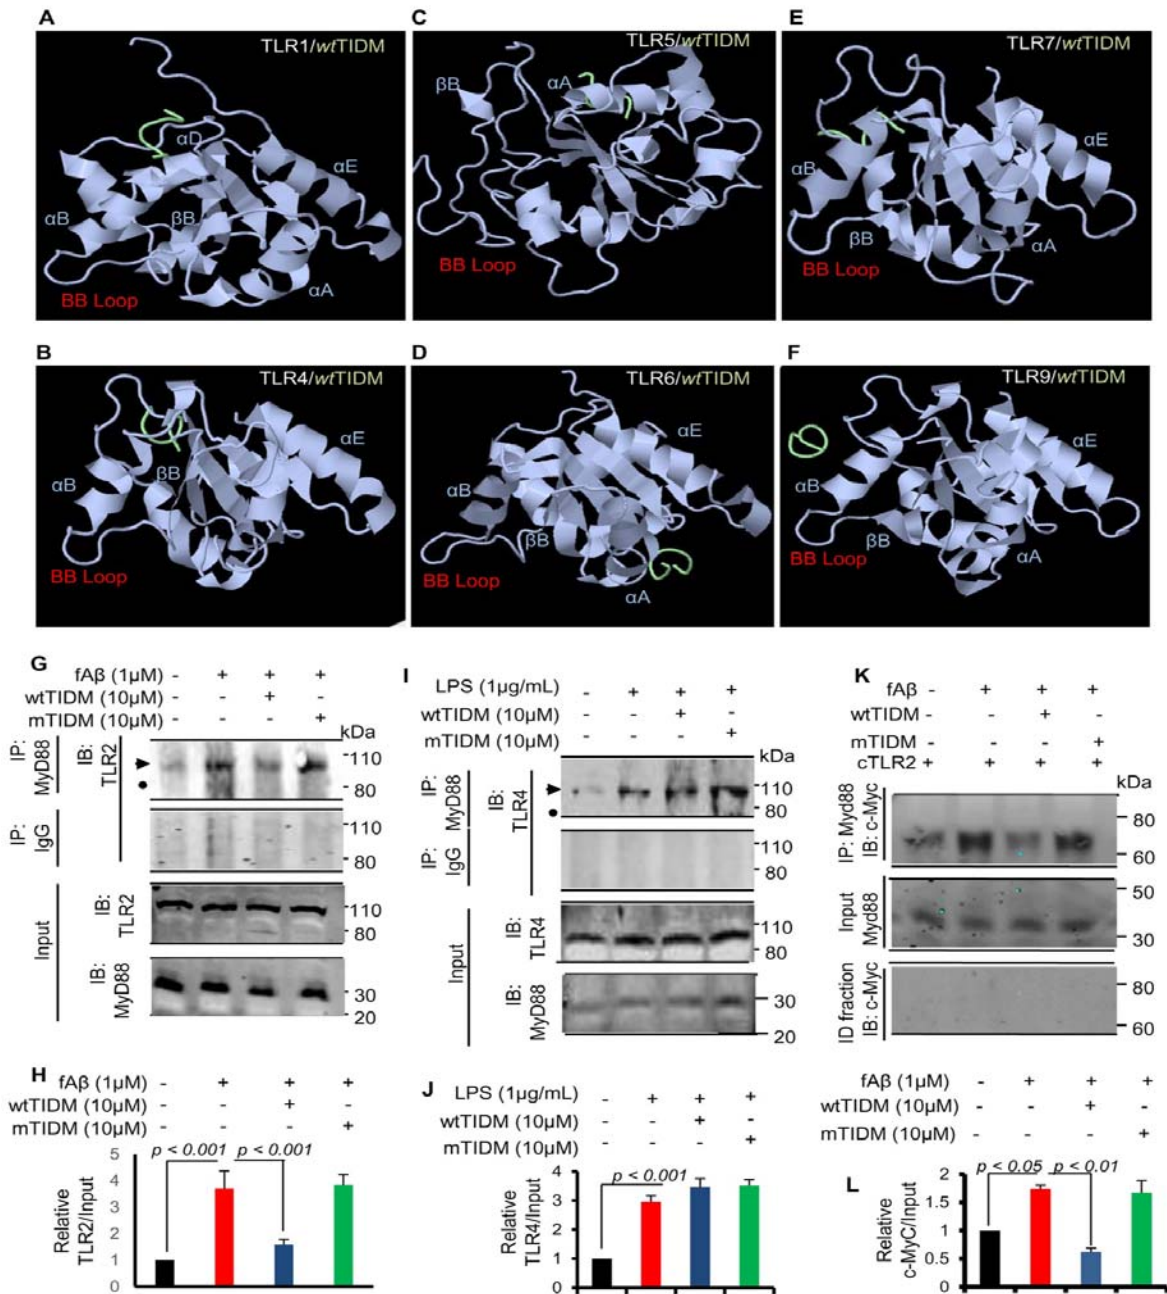 A
TLR1/wtTIDM
αD
αE
αB
βB
αA
BB Loop
C
TLR5/wtTIDM
βB
αA
BB Loop
E
TLR7/wtTIDM
αE
αB
βB
αA
BB Loop
B
TLR4/wtTIDM
αE
αB
βB
BB Loop
D
TLR6/wtTIDM
αE
αB
βB
BB Loop
αA
F
TLR9/wtTIDM
αE
αB
βB
BB Loop
αA
G
fAβ (1µM) - + + +
wtTIDM (10µM) +
mTIDM (10µM) - +
kDa
IP: MyD88
IB: TLR2
110
80
IP: IgG
110
80
Input
IB: TLR2
110
80
IB: MyD88
30
20
I
LPS (1µg/mL) - + + +
wtTIDM (10µM) +
mTIDM (10µM) - +
kDa
IP: MyD88
IB: TLR4
110
80
IP: IgG
110
80
Input
IB: TLR4
110
80
IB: MyD88
30
20
K
fAβ - + + +
wtTIDM +
mTIDM - +
cTLR2 + + + +
kDa
IP: Myd88
IB: c-Myc
80
60
Input
Myd88
50
30
ID fraction
IB: c-Myc
80
60
H
fAβ (1µM) - + + +
wtTIDM (10µM) +
mTIDM (10µM) - +
p < 0.001 p < 0.001
Relative
TLR2/Input
5
4
3
2
1
0
J
LPS (1µg/mL) - + + +
wtTIDM (10µM) +
mTIDM (10µM) - +
p < 0.001
Relative
TLR4/Input
5
4
3
2
1
0
fAβ (1µM) - + + +
wtTIDM (10µM) +
mTIDM (10µM) - +
L
p < 0.05 p < 0.01
Relative
c-MyC/Input
2
1.5
1
0.5
0